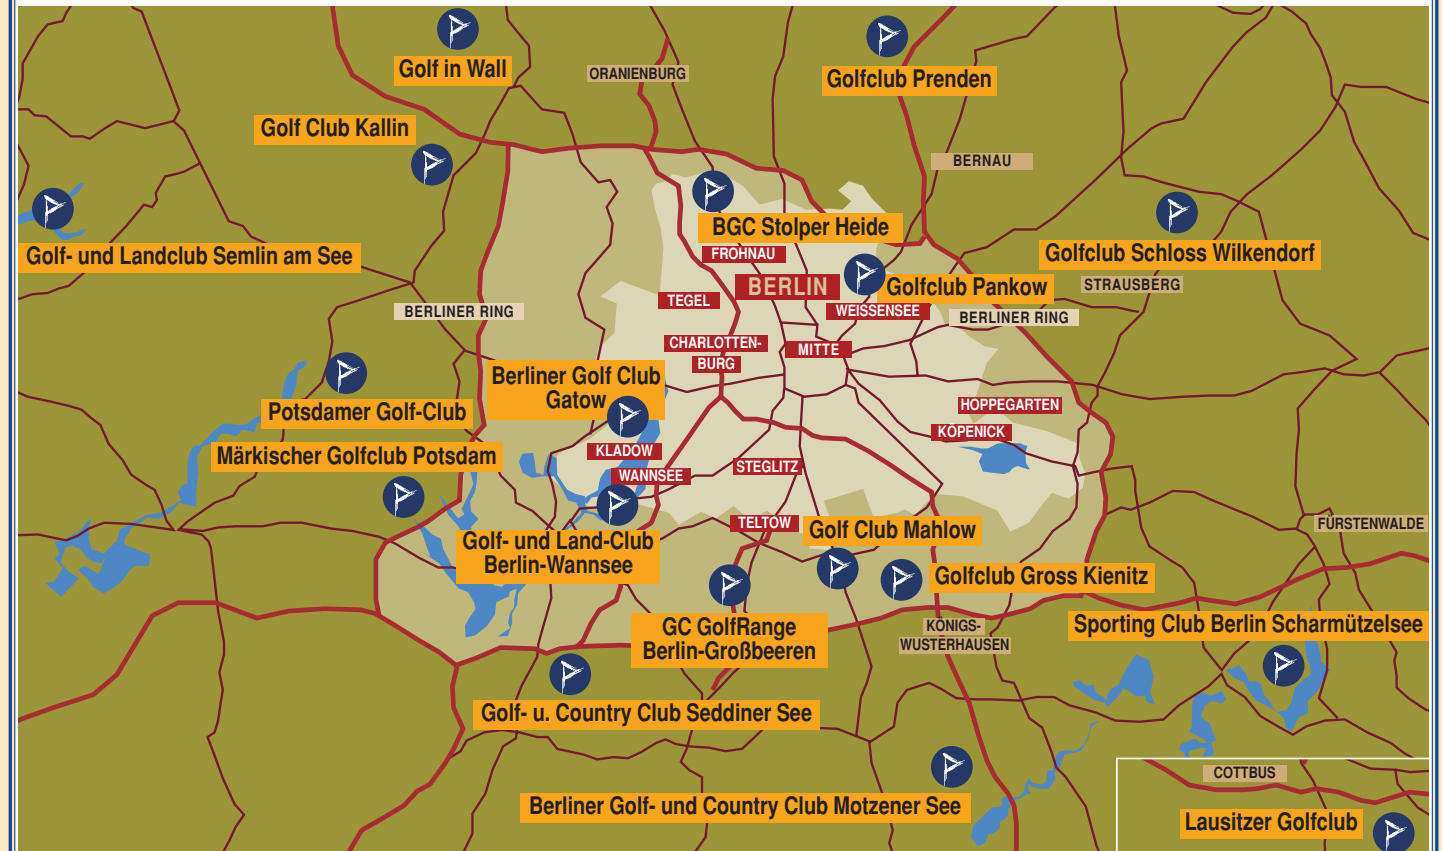 Golf in Wall
ORANIENBURG
Golfclub Prenden
Golf Club Kallin
BERNAU
BGC Stolper Heide
Golf- und Landclub Semlin am See
FROHNAU
Golfclub Schloss Wilkendorf
BERLIN
Golfclub Pankow
STRAUSBERG
TEGEL
BERLINER RING
WEISSENSEE
BERLINER RING
CHARLOTTEN-
BURG
MITTE
Berliner Golf Club
Gatow
Potsdamer Golf-Club
HOPPEGARTEN
KÖPENICK
Märkischer Golfclub Potsdam
KLADOW
WANNSEE
STEGLITZ
TELTOW
Golf Club Mahlow
FÜRSTENWALDE
Golf- und Land-Club
Berlin-Wannsee
Golfclub Gross Kienitz
GC GolfRange
Berlin-Großbeeren
KÖNIGS-
WUSTERHAUSEN
Sporting Club Berlin Scharmützelsee
Golf- u. Country Club Seddiner See
COTTBUS
Berliner Golf- und Country Club Motzener See
Lausitzer Golfclub